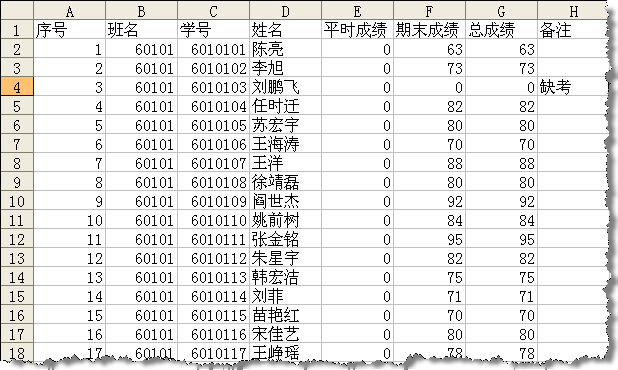 A B C D E F G H
1 序号 班名 学号 姓名 平时成绩 期末成绩 总成绩 备注
2 1 60101 6010101 陈亮 0 63 63
3 2 60101 6010102 李旭 0 73 73
4 3 60101 6010103 刘鹏飞 0 0 0 缺考
5 4 60101 6010104 任时迁 0 82 82
6 5 60101 6010105 苏宏宇 0 80 80
7 6 60101 6010106 王海涛 0 70 70
8 7 60101 6010107 王洋 0 88 88
9 8 60101 6010108 徐靖磊 0 80 80
10 9 60101 6010109 阎世杰 0 92 92
11 10 60101 6010110 姚前树 0 84 84
12 11 60101 6010111 张金铭 0 95 95
13 12 60101 6010112 朱星宇 0 82 82
14 13 60101 6010113 韩宏洁 0 75 75
15 14 60101 6010114 刘菲 0 71 71
16 15 60101 6010115 苗艳红 0 70 70
17 16 60101 6010116 宋佳艺 0 80 80
18 17 60101 6010117 王峥瑶 0 78 78